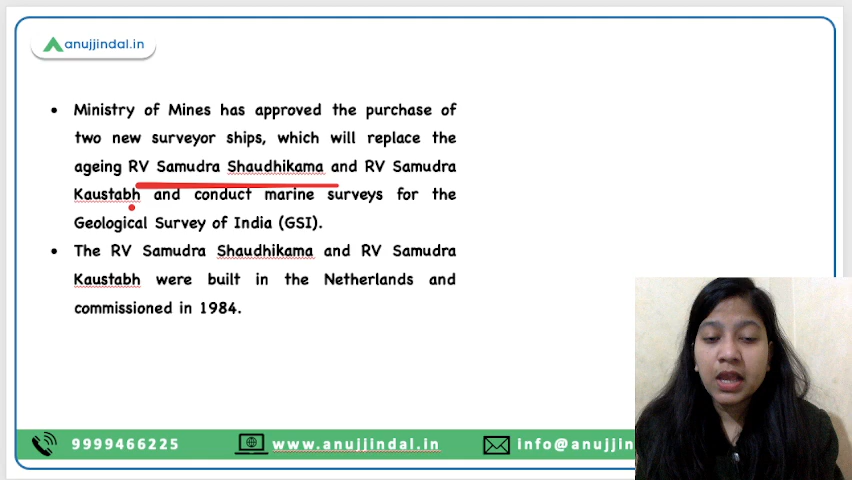 anujjindal.in
Ministry of Mines has approved the purchase of
two new surveyor ships, which will replace the
ageing RV Samudra Shaudhikama and RV Samudra
Kaustabh and conduct marine surveys for the
Geological Survey of India (GSI).
The RV Samudra Shaudhikama and RV Samudra
Kaustabh were built in the Netherlands and
commissioned in 1984.
9999466225 www.anujjindal.in info@anujjin